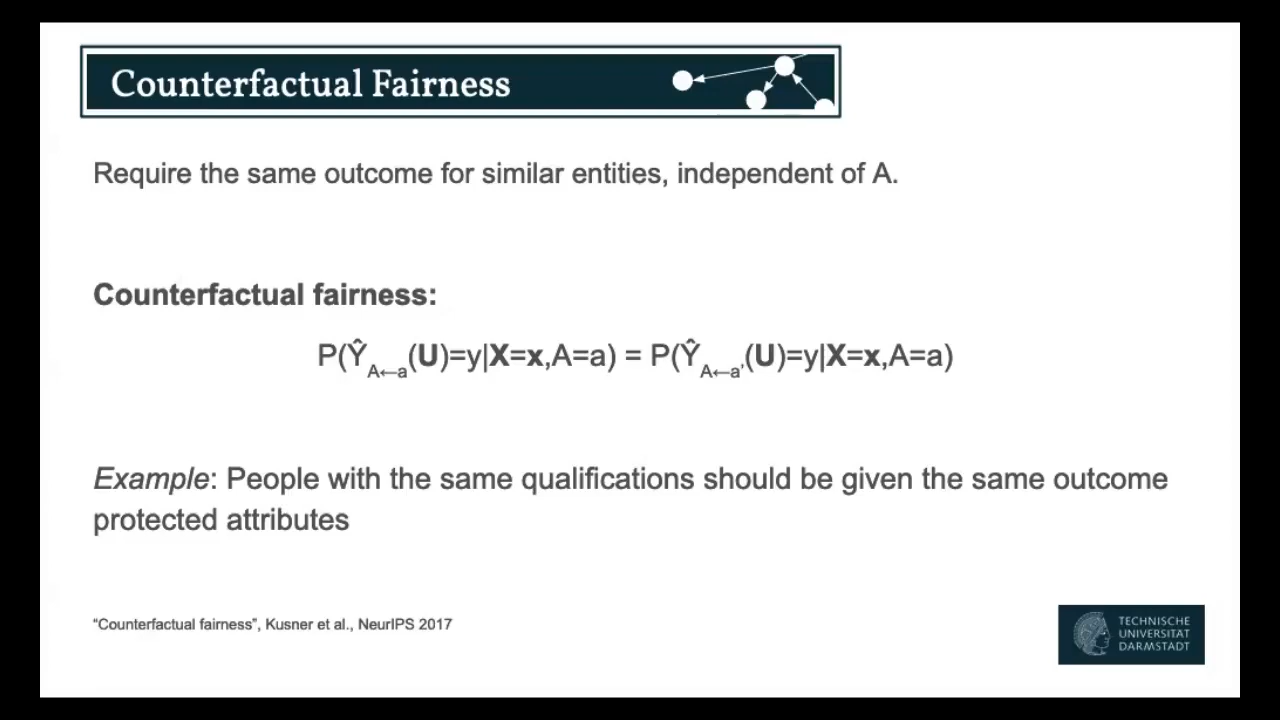 Counterfactual Fairness
Require the same outcome for similar entities, independent of A.
Counterfactual fairness:
P(Ŷ_{A←a}(U)=y|X=x,A=a) = P(Ŷ_{A←a'}(U)=y|X=x,A=a)
Example: People with the same qualifications should be given the same outcome
protected attributes
“Counterfactual fairness”, Kusner et al., NeurIPS 2017
TECHNISCHE
UNIVERSITÄT
DARMSTADT